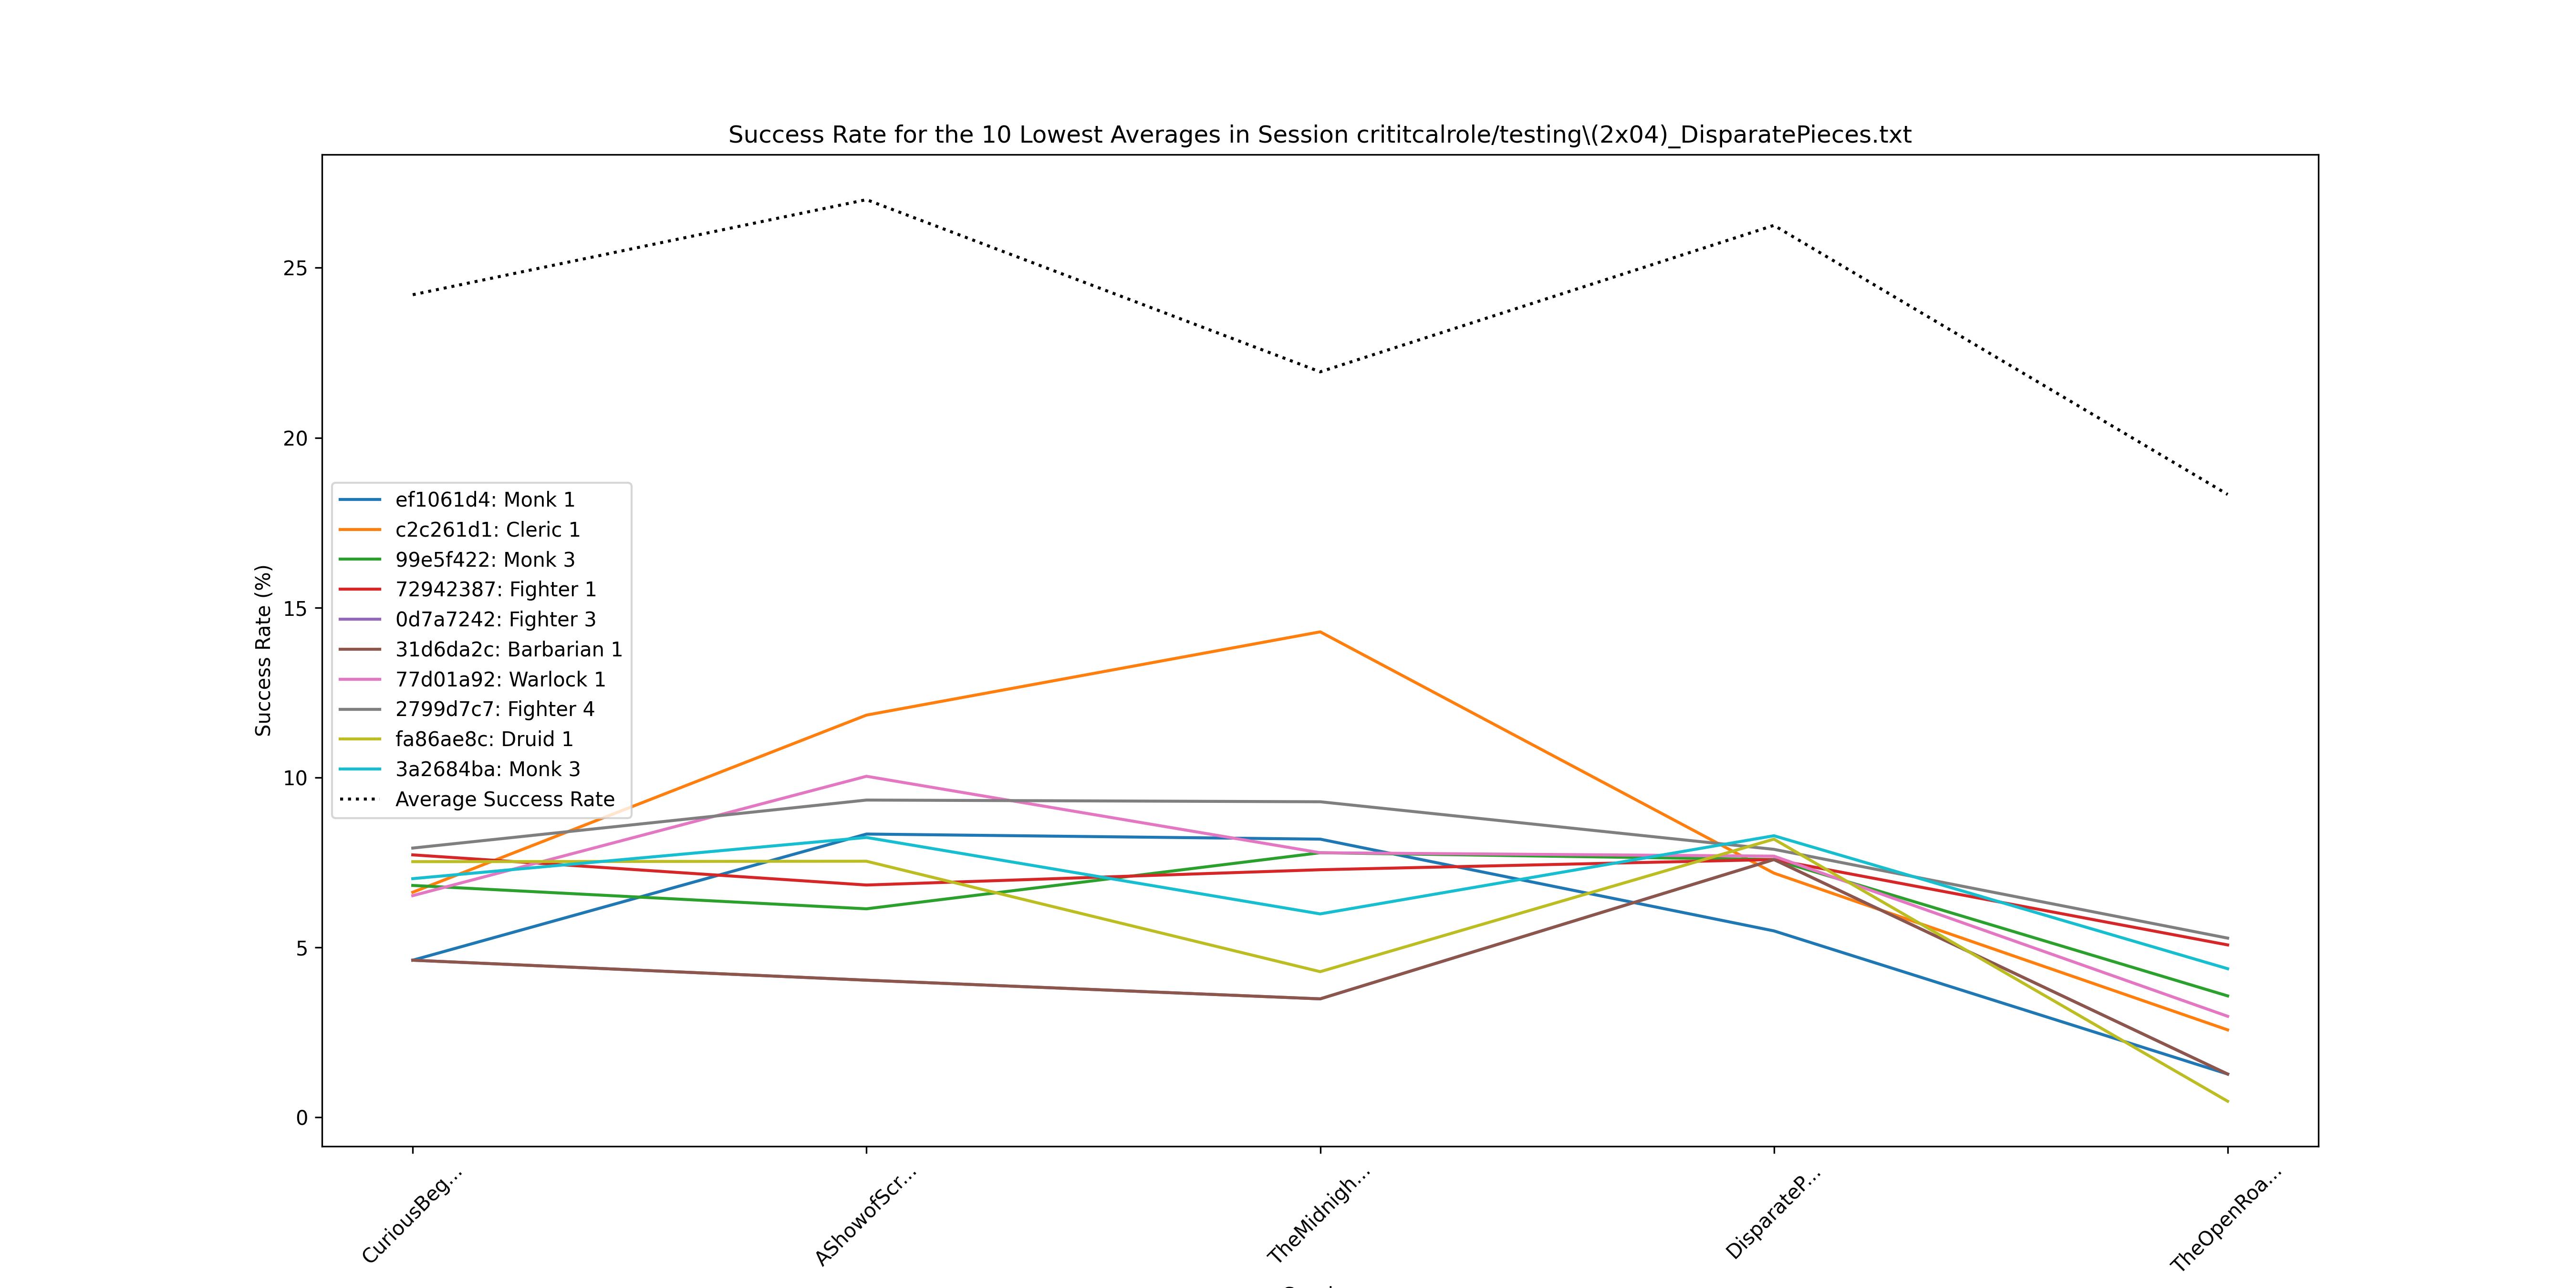 Success Rate for the 10 Lowest Averages in Session crititcalrole/testing\(2x04)_DisparatePieces.txt
Success Rate (%)
25
20
15
10
5
0
ef1061d4: Monk 1
c2c261d1: Cleric 1
99e5f422: Monk 3
72942387: Fighter 1
0d7a7242: Fighter 3
31d6da2c: Barbarian 1
77d01a92: Warlock 1
2799d7c7: Fighter 4
fa86ae8c: Druid 1
3a2684ba: Monk 3
Average Success Rate
CuriousBeg...
AShowofScr...
TheMidnigh...
DisparateP...
TheOpenRoa...